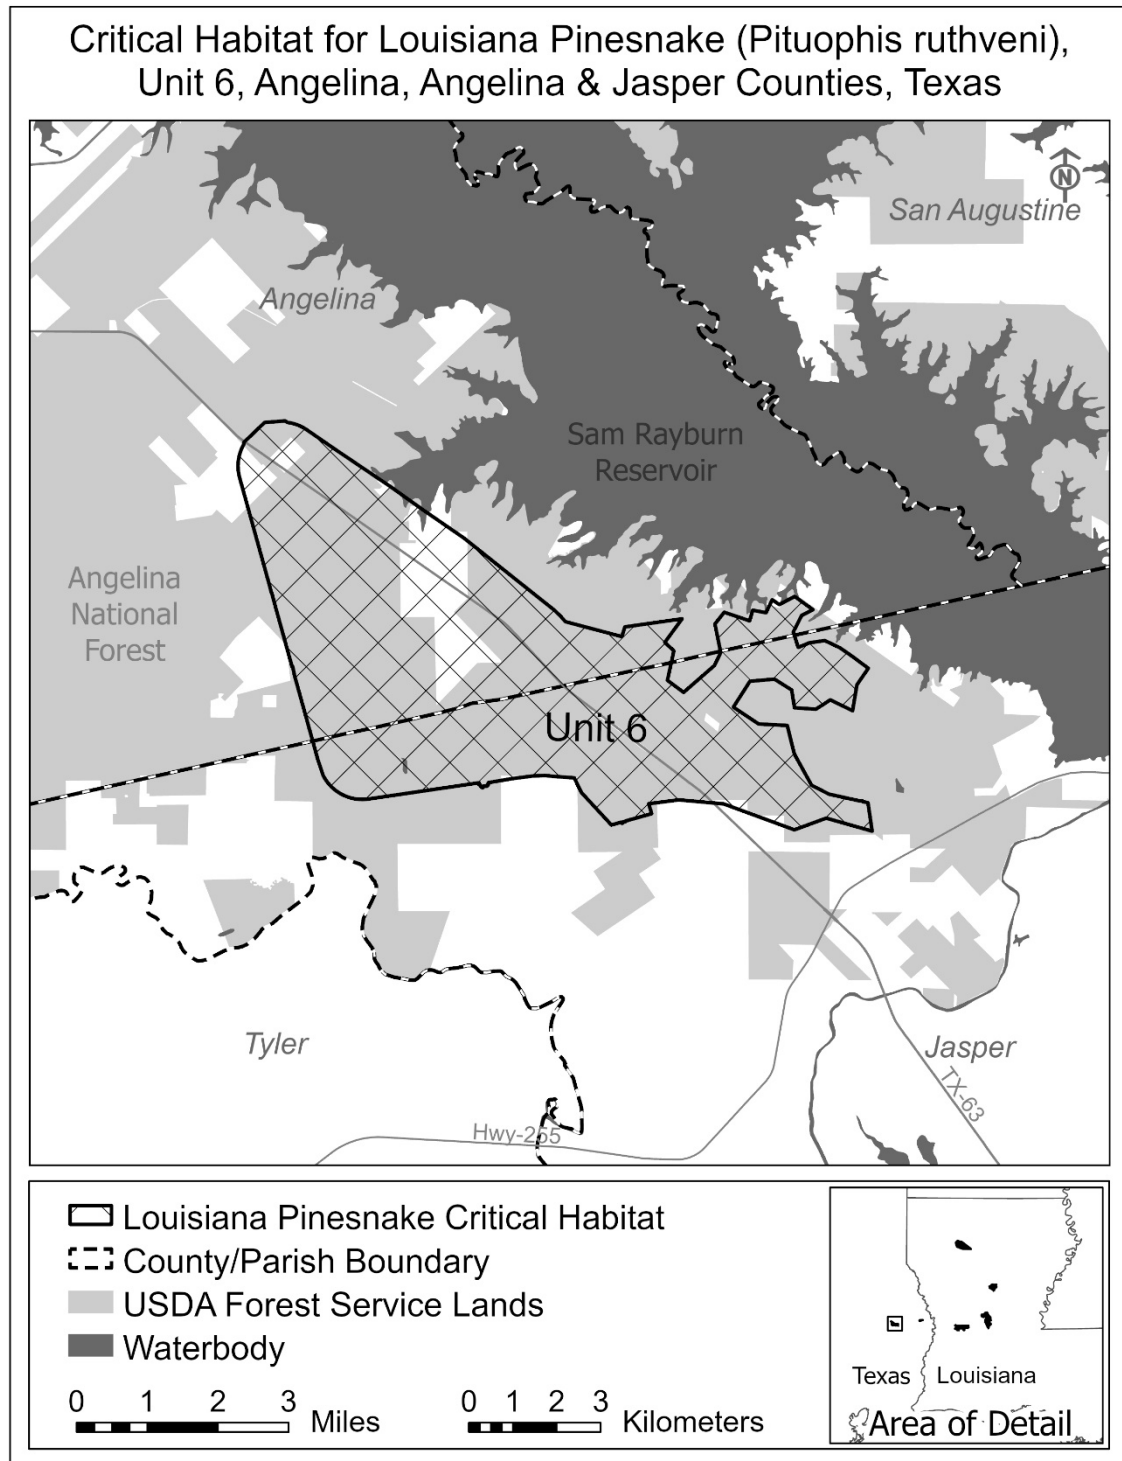 Critical Habitat for Louisiana Pinesnake (Pituophis ruthveni),
Unit 6, Angelina, Angelina & Jasper Counties, Texas
N
San Augustine
Angelina
Sam Rayburn
Reservoir
Angelina
National
Forest
Unit 6
Tyler
Jasper
TX-63
Hwy-255
Louisiana Pinesnake Critical Habitat
County/Parish Boundary
USDA Forest Service Lands
Waterbody
0 1 2 3 Miles
0 1 2 3 Kilometers
Texas Louisiana
Area of Detail